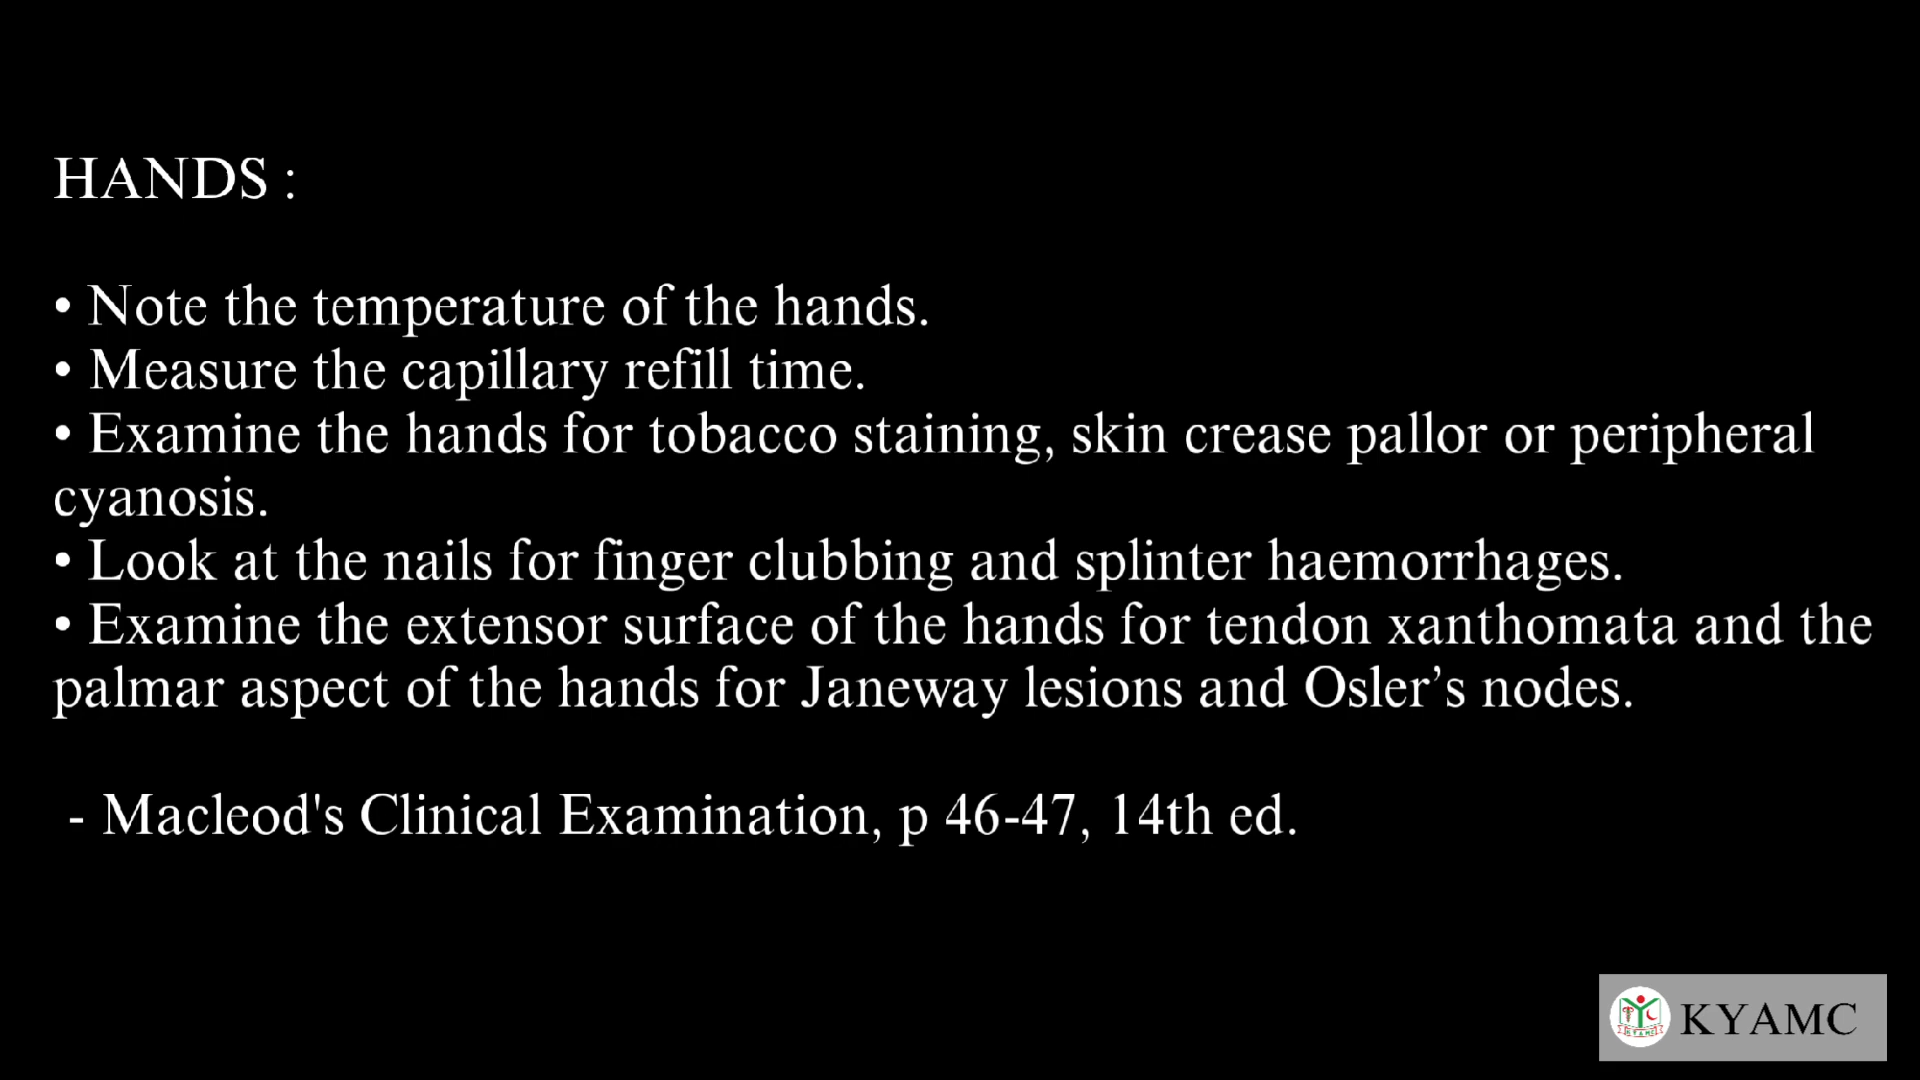 HANDS :
• Note the temperature of the hands.
• Measure the capillary refill time.
• Examine the hands for tobacco staining, skin crease pallor or peripheral
cyanosis.
• Look at the nails for finger clubbing and splinter haemorrhages.
• Examine the extensor surface of the hands for tendon xanthomata and the
palmar aspect of the hands for Janeway lesions and Osler’s nodes.
- Macleod's Clinical Examination, p 46-47, 14th ed.
KYAMC